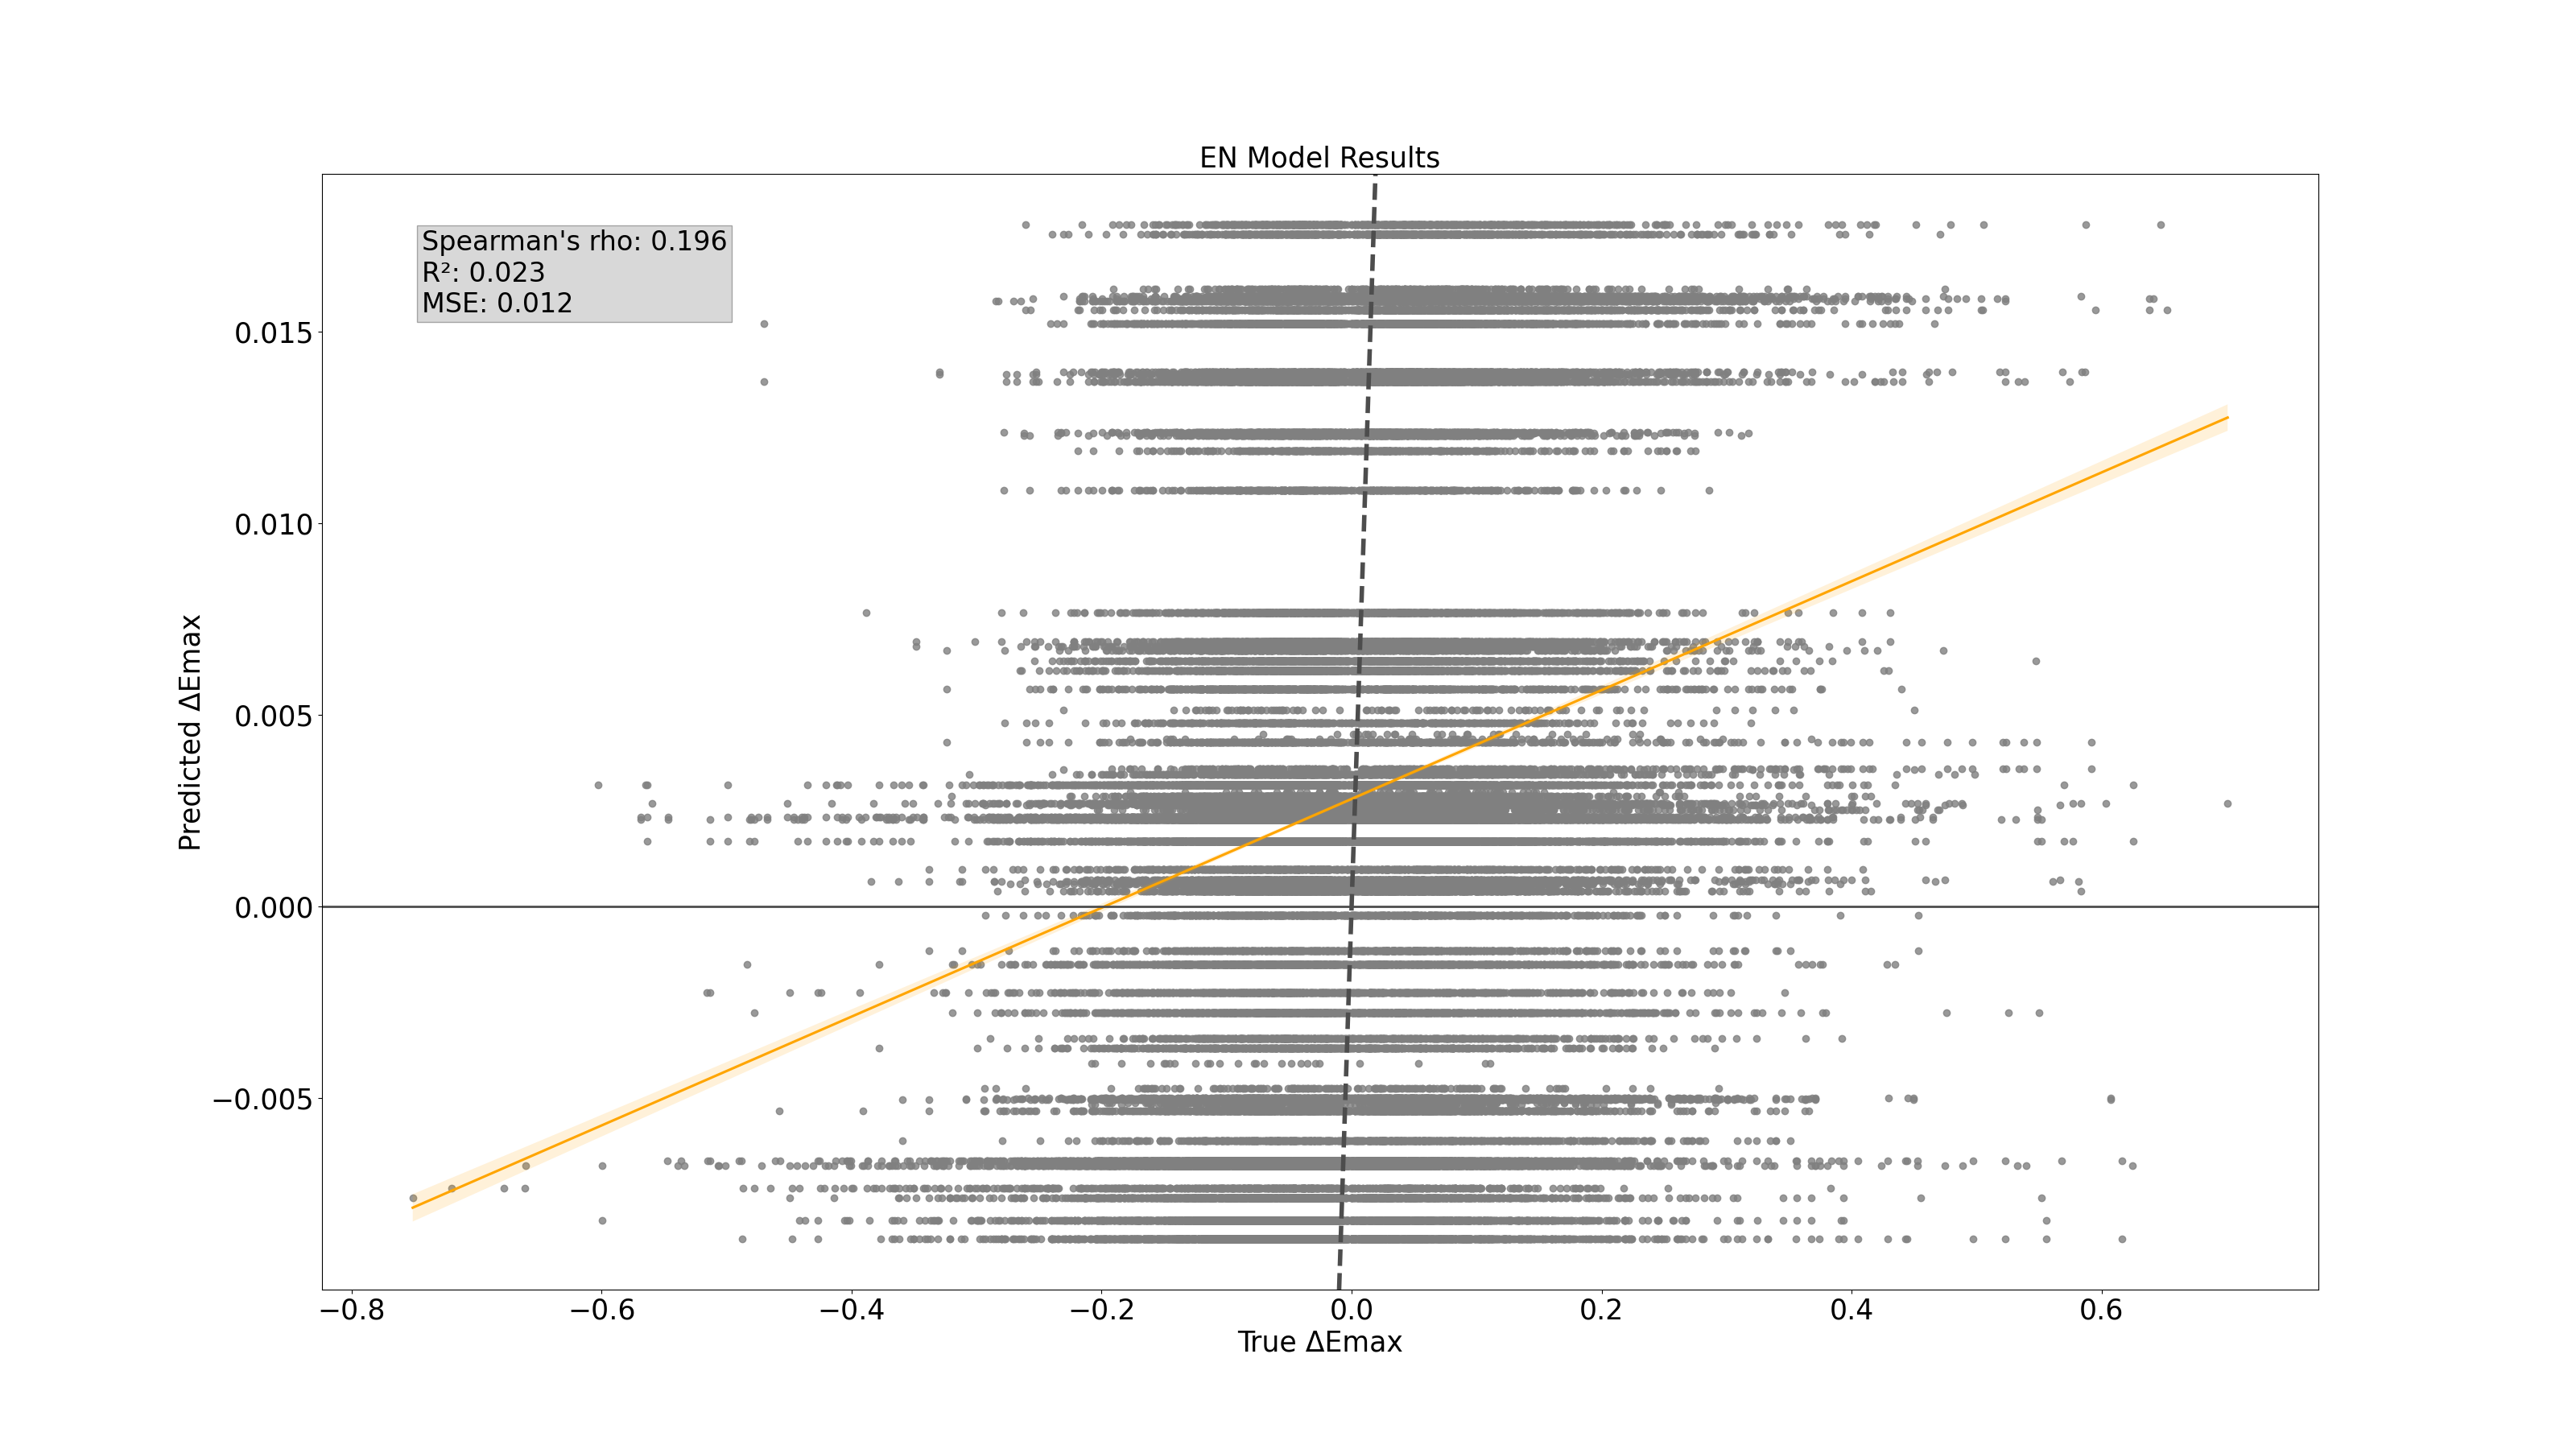 EN Model Results
Spearman's rho: 0.196
R²: 0.023
MSE: 0.012
0.015
0.010
0.005
0.000
−0.005
Predicted ΔEmax
−0.8 −0.6 −0.4 −0.2 0.0 0.2 0.4 0.6
True ΔEmax